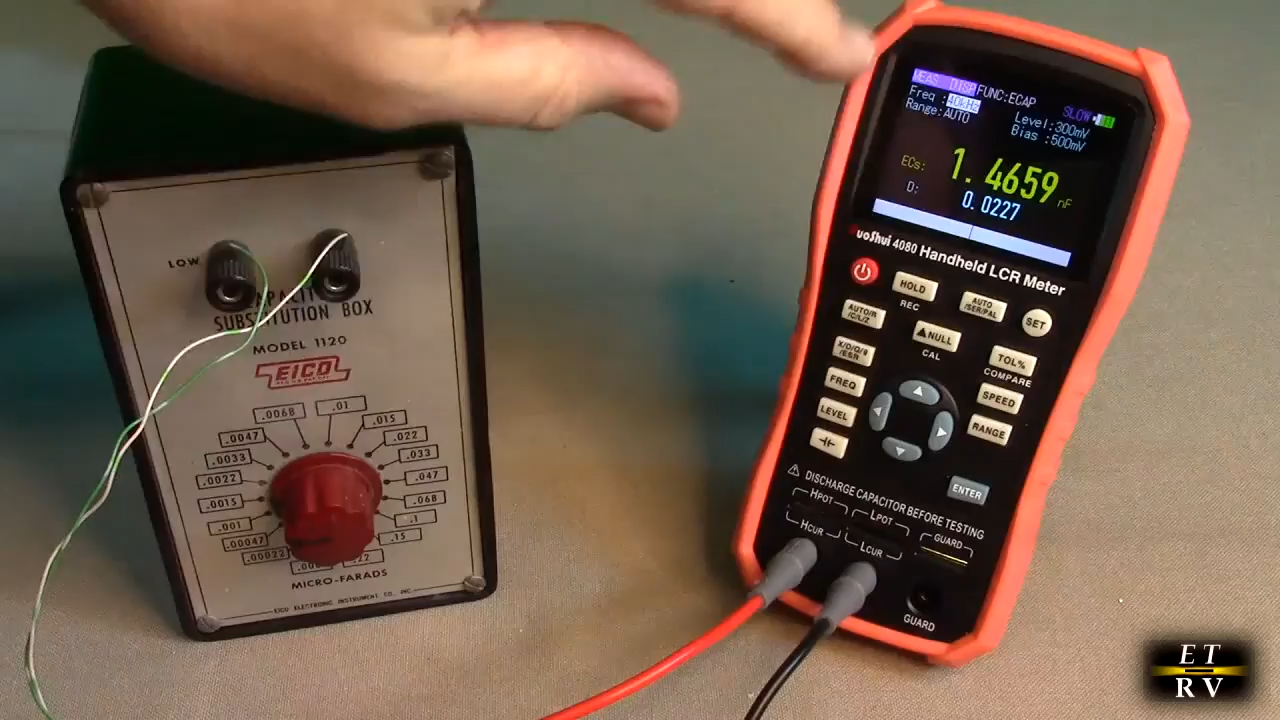 LOW
SUBSTITUTION BOX
MODEL 1120
EICO
.0068
.01
.015
.0047
.022
.0033
.033
.0022
.047
.0015
.068
.001
.1
.00047
.15
.00022
MICRO-FARADS
EICO ELECTRONIC INSTRUMENT CO. INC.
MEAS DISP FUNC:ECAP
Freq :40kHz
SLOW
Range:AUTO
Level:300mV
Bias :500mV
ECs: 1.4659 nF
D: 0.0227
uoShui 4080 Handheld LCR Meter
HOLD
REC
AUTO/R/C/L/Z
AUTO/SER/PAL
SET
▲NULL
CAL
X/D/Q/θ/ESR
TOL%
COMPARE
FREQ
SPEED
LEVEL
RANGE
ENTER
DISCHARGE CAPACITOR BEFORE TESTING
HPOT
LPOT
GUARD
HCUR
LCUR
GUARD
ET
RV